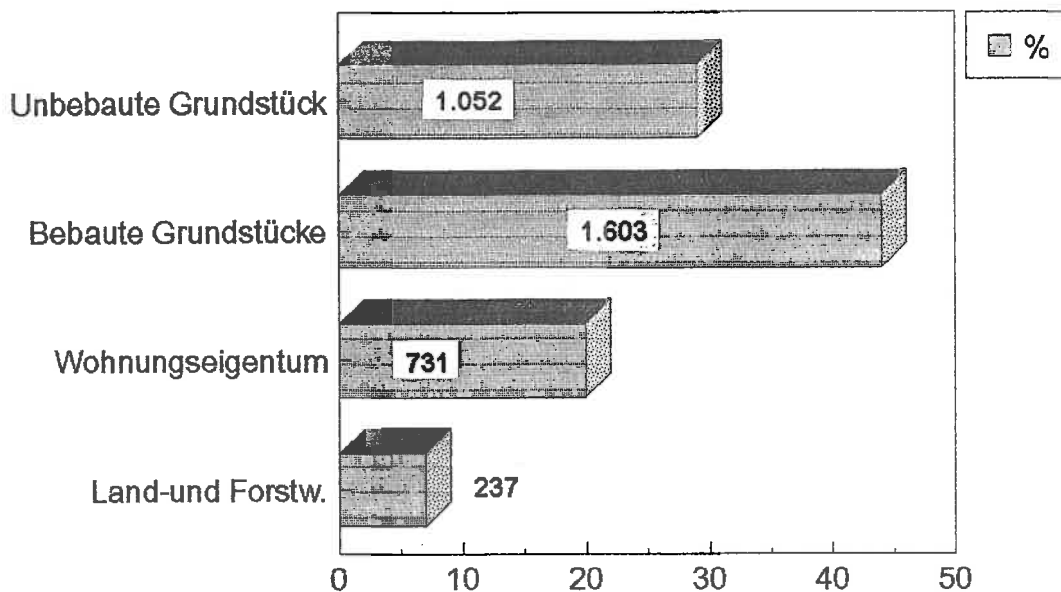 %
Unbebaute Grundstück
1.052
Bebaute Grundstücke
1.603
Wohnungseigentum
731
Land-und Forstw.
237
0 10 20 30 40 50